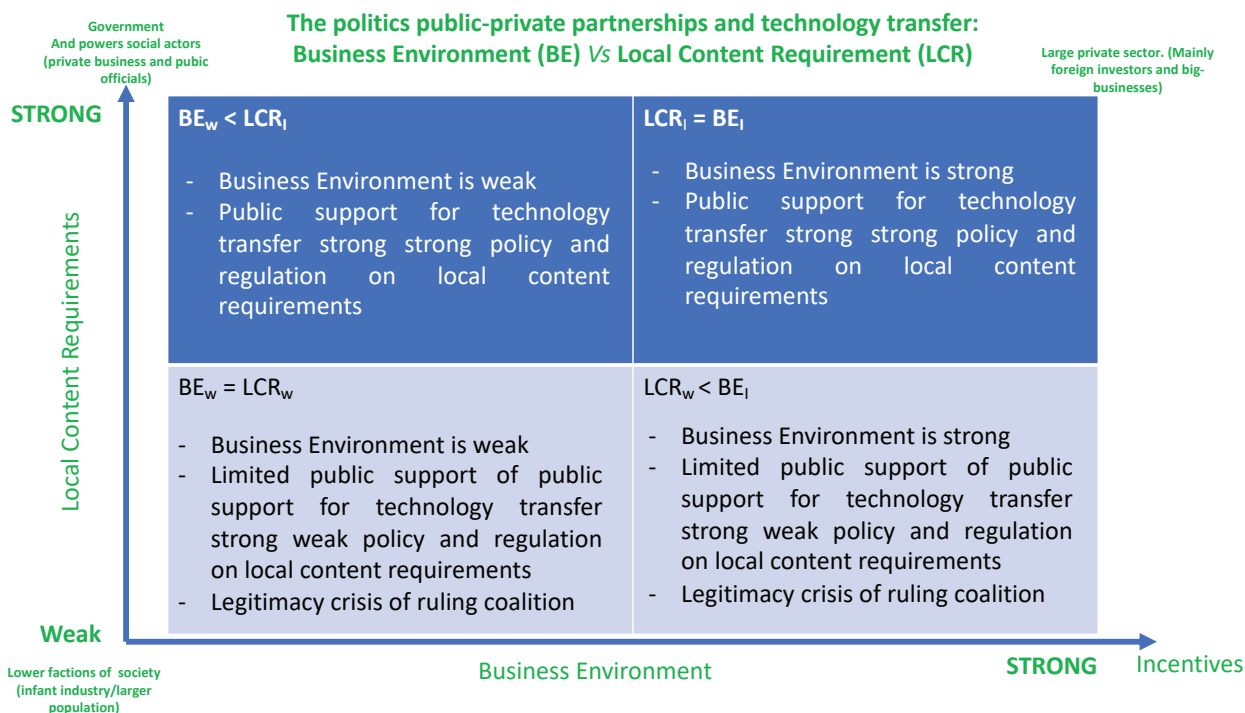 The politics public-private partnerships and technology transfer:
Business Environment (BE) Vs Local Content Requirement (LCR)
Government
And powers social actors
(private business and pubic
officials)
Large private sector. (Mainly
foreign investors and big-
businesses)
STRONG
Local Content Requirements
BEw < LCRl
- Business Environment is weak
- Public support for technology
transfer strong strong policy and
regulation on local content
requirements
LCRl = BEl
- Business Environment is strong
- Public support for technology
transfer strong strong policy and
regulation on local content
requirements
BEw = LCRw
- Business Environment is weak
- Limited public support of public
support for technology transfer
strong weak policy and regulation
on local content requirements
- Legitimacy crisis of ruling coalition
LCRw < BEl
- Business Environment is strong
- Limited public support of public
support for technology transfer
strong weak policy and regulation
on local content requirements
- Legitimacy crisis of ruling coalition
Weak
Lower factions of society
(infant industry/larger
population)
Business Environment
STRONG
Incentives